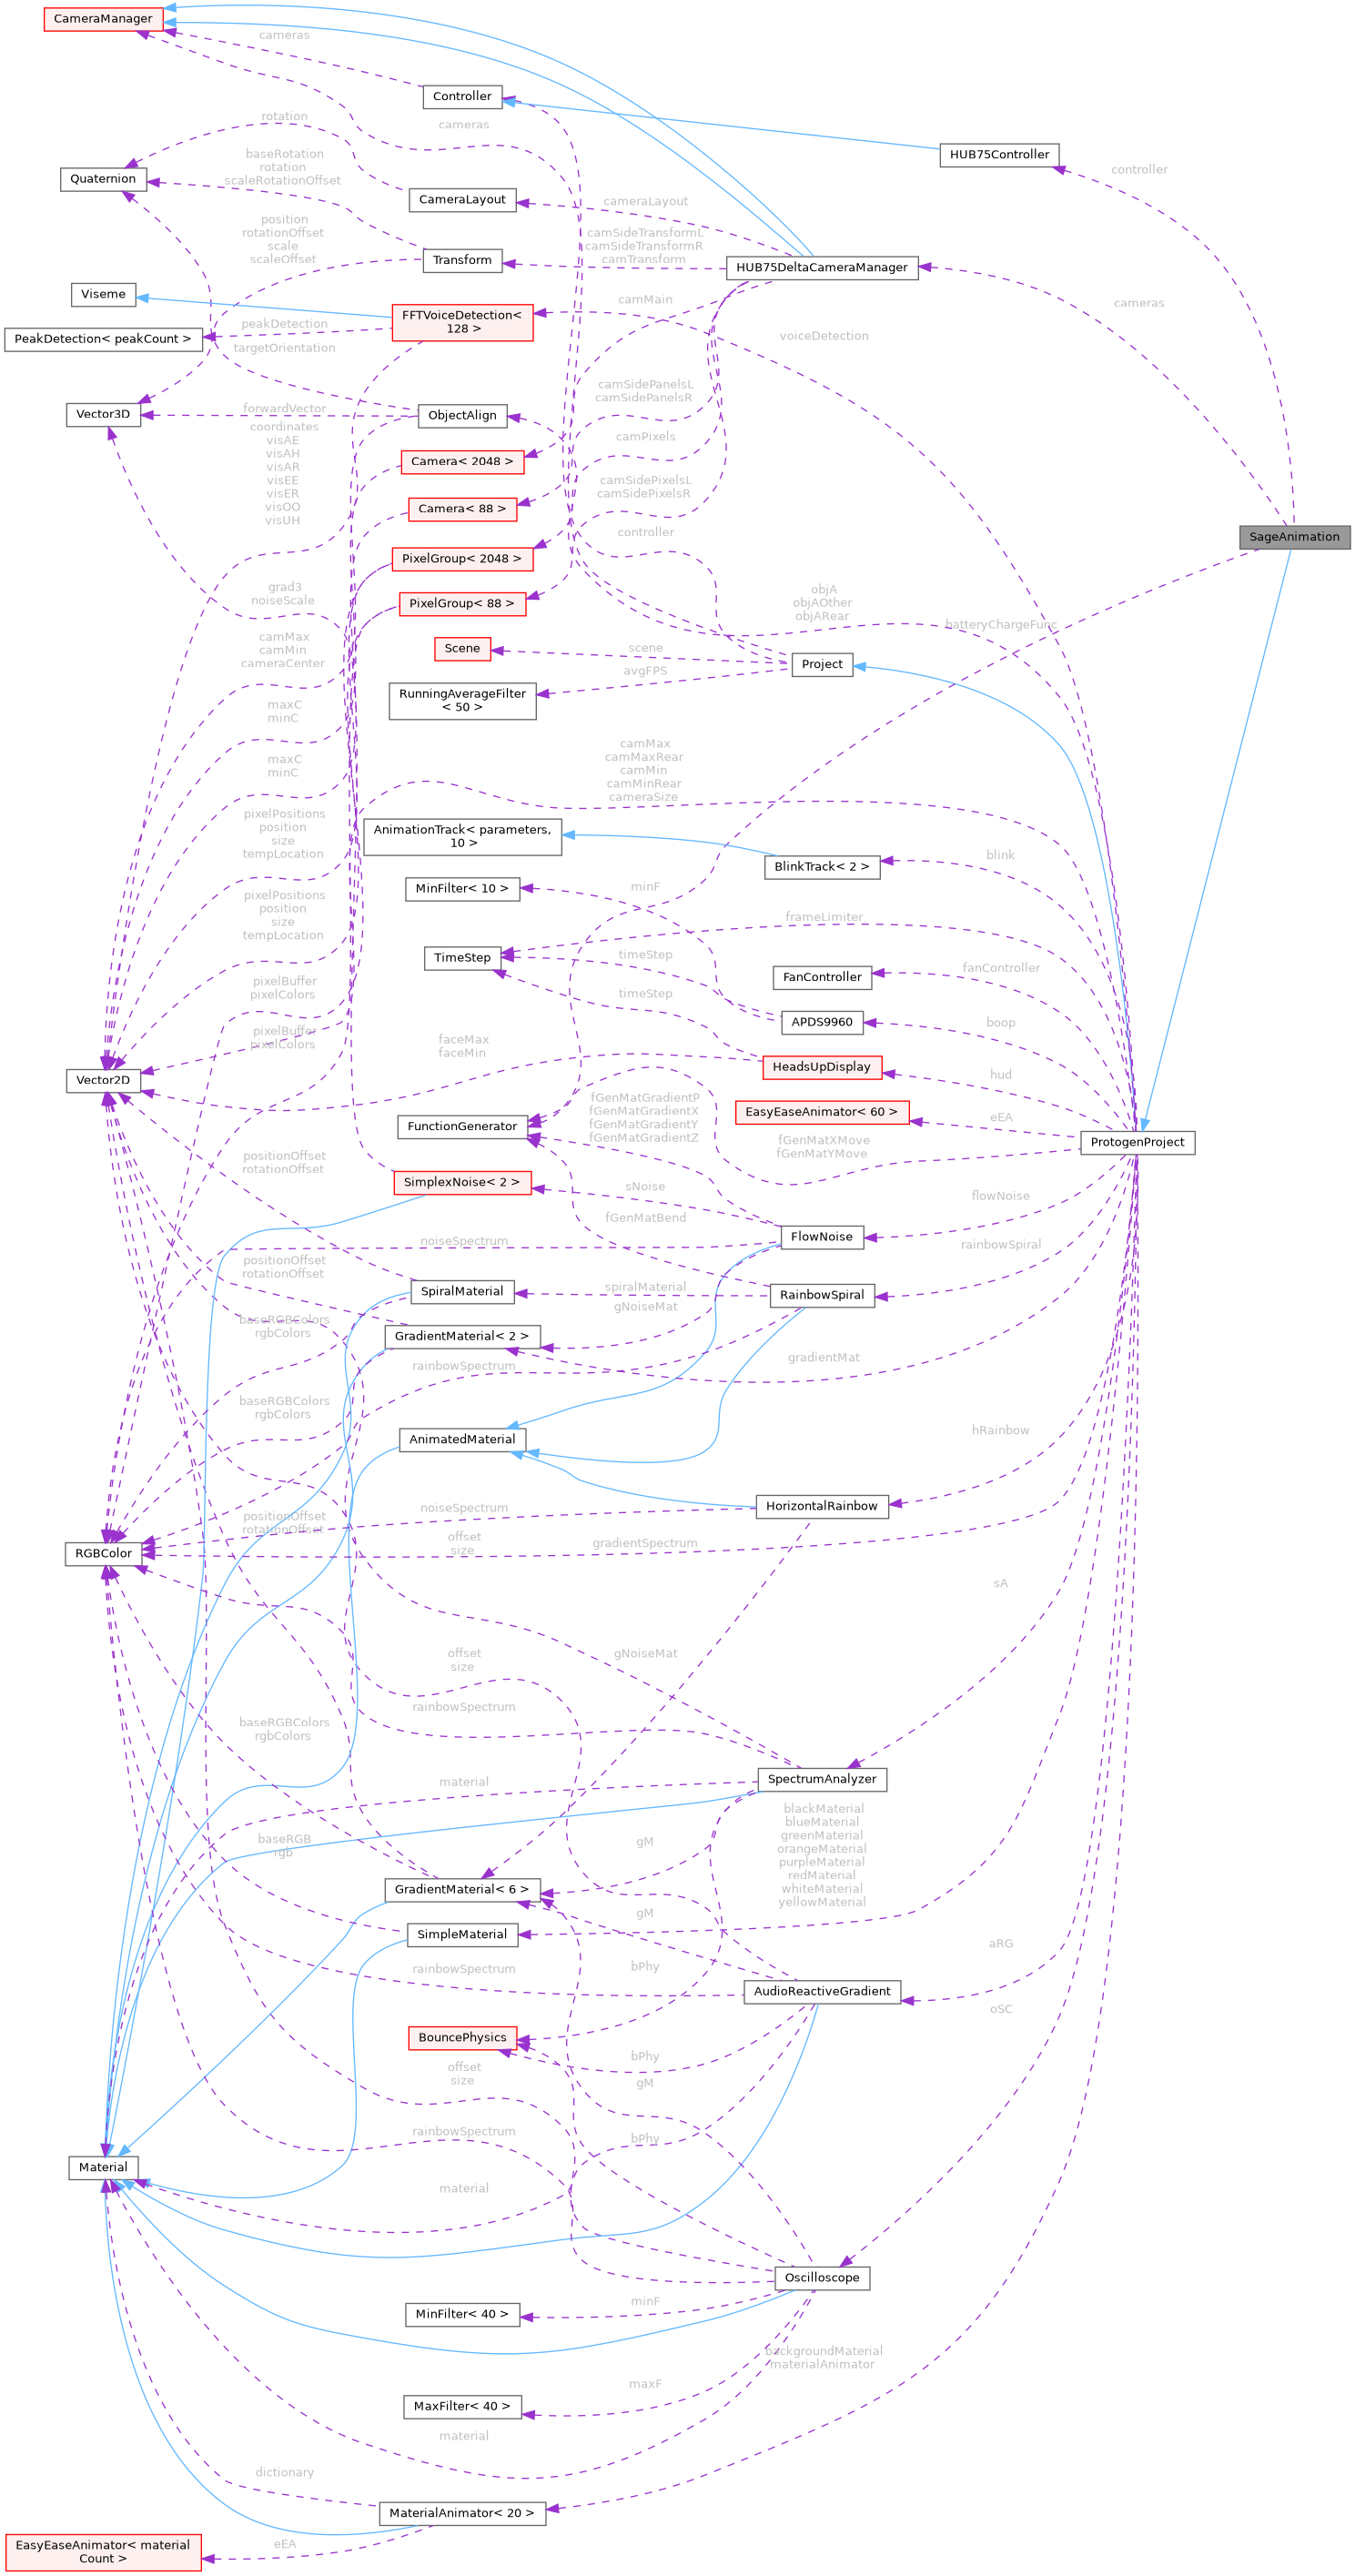 CameraManager
cameras
Controller
cameras
rotation
HUB75Controller
controller
baseRotation
rotation
scaleRotationOffset
Quaternion
CameraLayout
cameraLayout
position
rotationOffset
scale
scaleOffset
Transform
camSideTransformL
camSideTransformR
camTransform
HUB75DeltaCameraManager
Viseme
camMain
cameras
FFTVoiceDetection<
128 >
peakDetection
PeakDetection< peakCount >
voiceDetection
targetOrientation
camSidePanelsL
camSidePanelsR
Vector3D
forwardVector
ObjectAlign
coordinates
visAE
visAH
visAR
visEE
visER
visOO
visUH
camPixels
Camera< 2048 >
camSidePixelsL
camSidePixelsR
Camera< 88 >
controller
SageAnimation
PixelGroup< 2048 >
grad3
noiseScale
PixelGroup< 88 >
objA
objAOther
objARear
batteryChargeFunc
camMax
camMin
cameraCenter
Scene
scene
Project
avgFPS
RunningAverageFilter
< 50 >
maxC
minC
camMax
camMaxRear
camMin
camMinRear
cameraSize
maxC
minC
pixelPositions
position
size
tempLocation
AnimationTrack< parameters,
10 >
BlinkTrack< 2 >
blink
MinFilter< 10 >
minF
pixelPositions
position
size
tempLocation
frameLimiter
TimeStep
timeStep
FanController
fanController
pixelBuffer
pixelColors
timeStep
APDS9960
boop
pixelBuffer
pixelColors
faceMax
faceMin
HeadsUpDisplay
hud
Vector2D
FunctionGenerator
fGenMatGradientP
fGenMatGradientX
fGenMatGradientY
fGenMatGradientZ
EasyEaseAnimator< 60 >
eEA
fGenMatXMove
fGenMatYMove
ProtogenProject
positionOffset
rotationOffset
SimplexNoise< 2 >
sNoise
flowNoise
fGenMatBend
FlowNoise
noiseSpectrum
rainbowSpiral
positionOffset
rotationOffset
SpiralMaterial
spiralMaterial
RainbowSpiral
gNoiseMat
baseRGBColors
rgbColors
GradientMaterial< 2 >
rainbowSpectrum
gradientMat
baseRGBColors
rgbColors
AnimatedMaterial
hRainbow
HorizontalRainbow
noiseSpectrum
positionOffset
rotationOffset
offset
size
gradientSpectrum
RGBColor
sA
offset
size
gNoiseMat
rainbowSpectrum
baseRGBColors
rgbColors
material
SpectrumAnalyzer
blackMaterial
blueMaterial
greenMaterial
orangeMaterial
purpleMaterial
redMaterial
whiteMaterial
yellowMaterial
baseRGB
rgb
gM
GradientMaterial< 6 >
gM
SimpleMaterial
aRG
rainbowSpectrum
bPhy
AudioReactiveGradient
oSC
BouncePhysics
bPhy
offset
size
gM
rainbowSpectrum
bPhy
Material
material
Oscilloscope
MinFilter< 40 >
minF
backgroundMaterial
materialAnimator
maxF
MaxFilter< 40 >
material
dictionary
MaterialAnimator< 20 >
EasyEaseAnimator< material
Count >
eEA